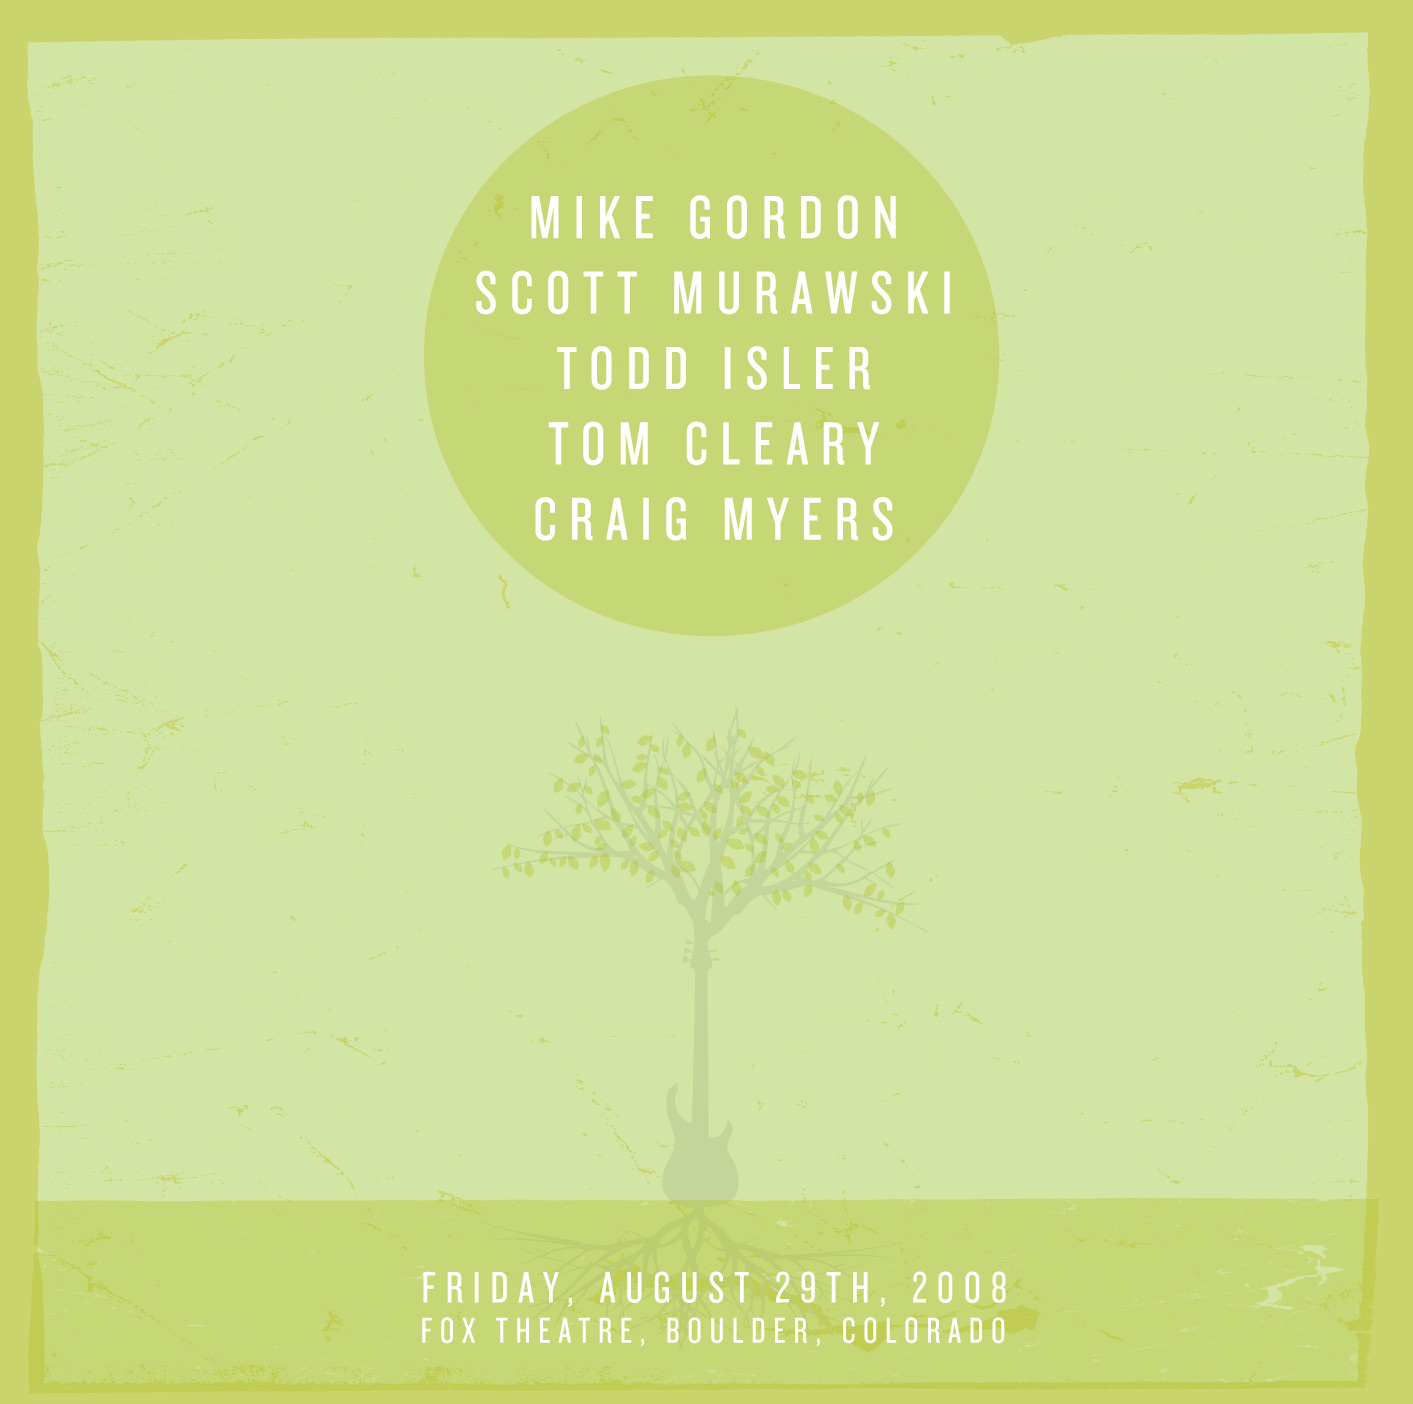 MIKE GORDON
SCOTT MURAWSKI
TODD ISLER
TOM CLEARY
CRAIG MYERS
FRIDAY, AUGUST 29TH, 2008
FOX THEATRE, BOULDER, COLORADO